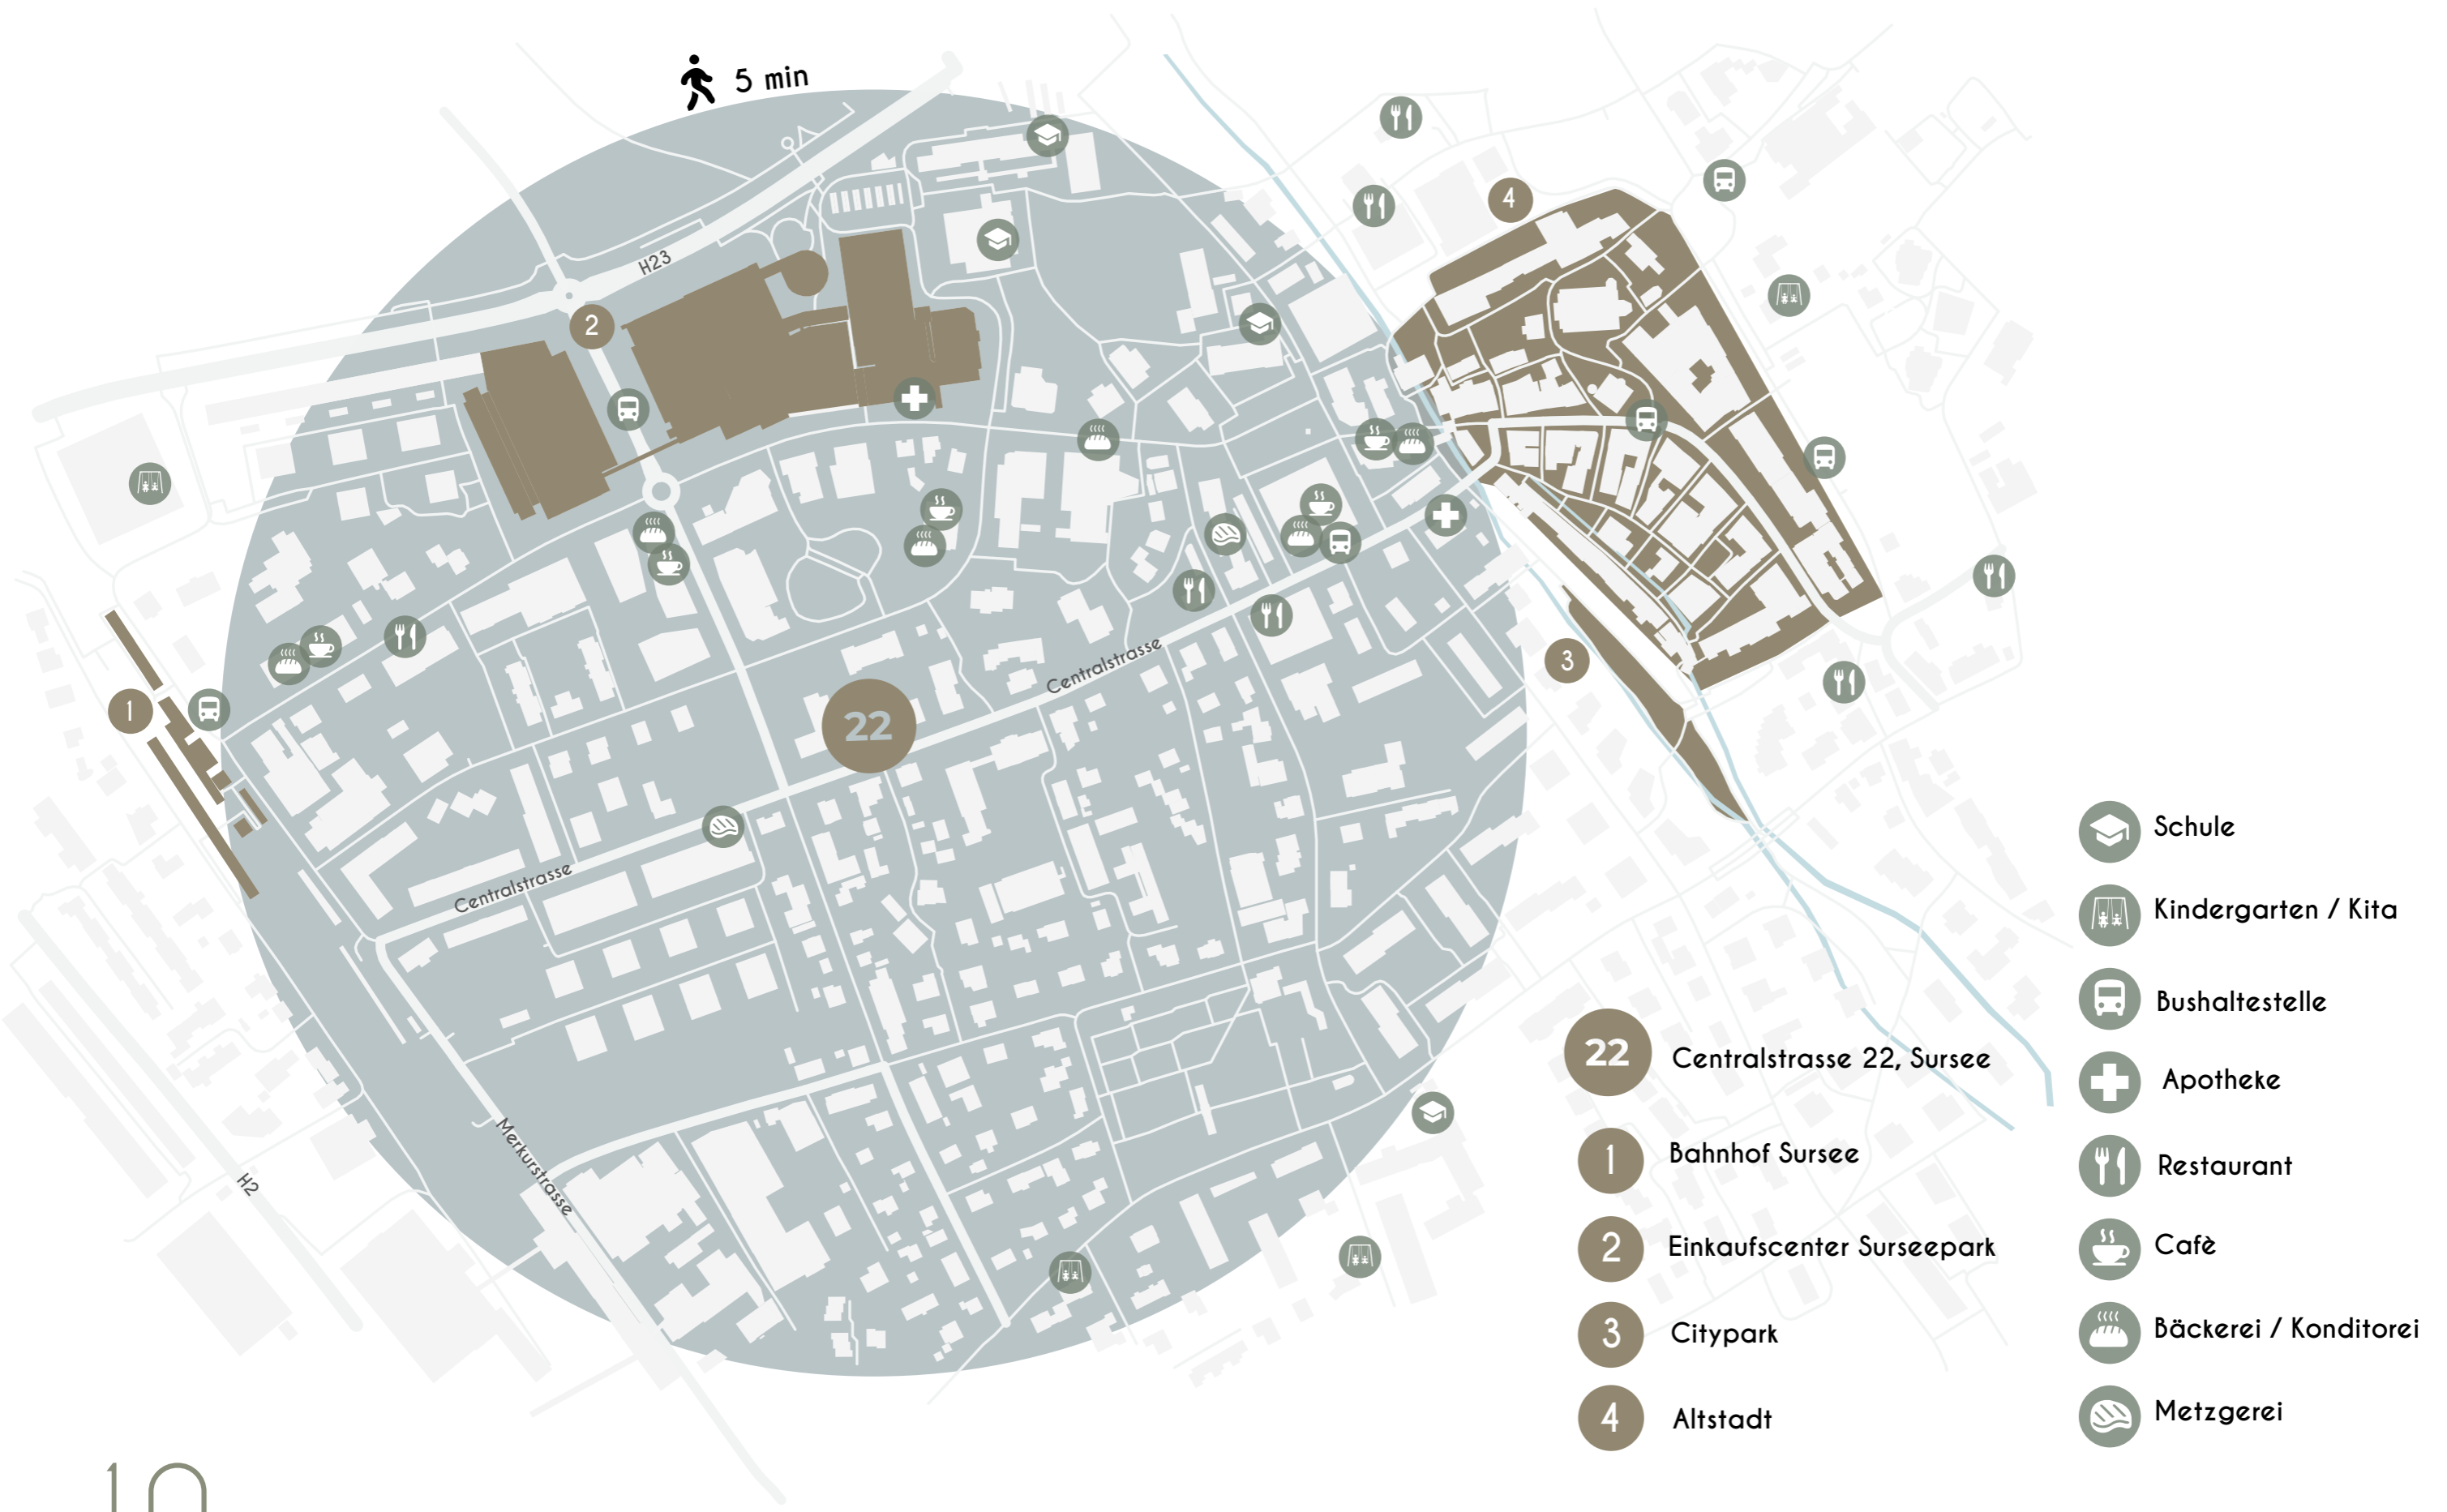 5 min
4
H23
2
22
Centralstrasse
3
1
Centralstrasse
Merkurstrasse
H2
22 Centralstrasse 22, Sursee
1 Bahnhof Sursee
2 Einkaufscenter Surseepark
3 Citypark
4 Altstadt
Schule
Kindergarten / Kita
Bushaltestelle
Apotheke
Restaurant
Cafè
Bäckerei / Konditorei
Metzgerei